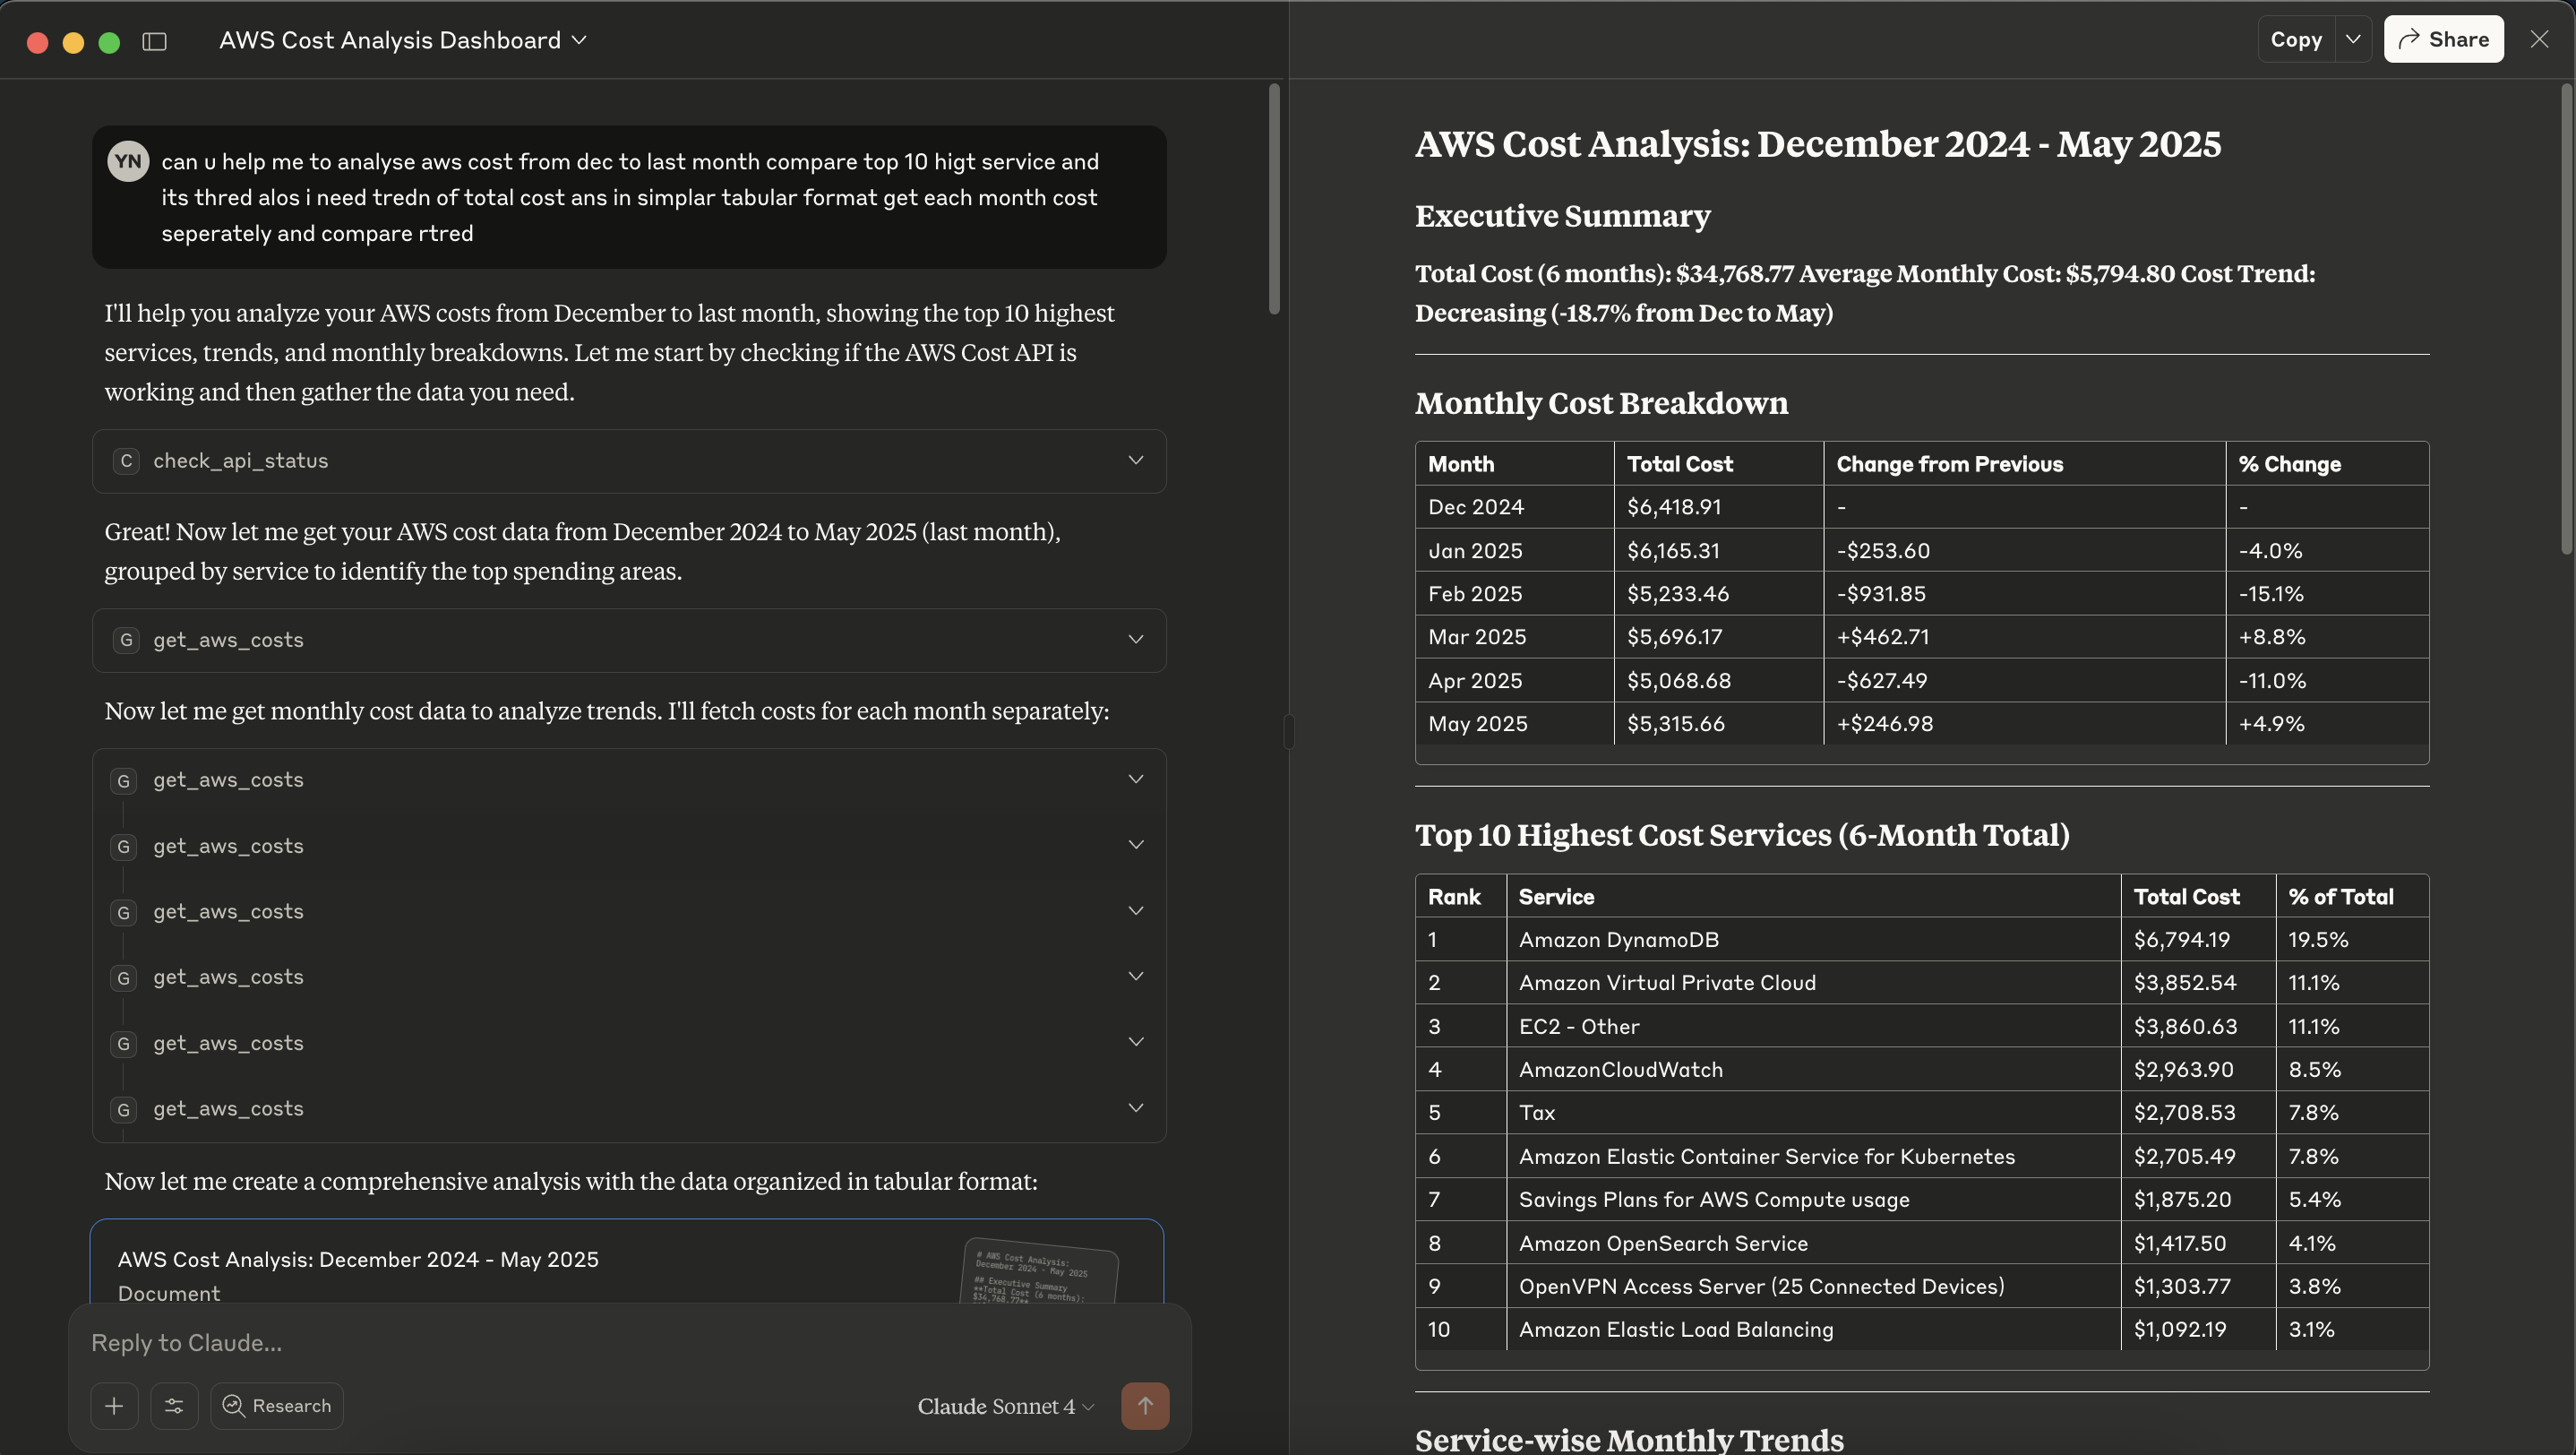 AWS Cost Analysis Dashboard
Copy
Share
YN
can u help me to analyse aws cost from dec to last month compare top 10 higt service and
its thred alos i need tredn of total cost ans in simplar tabular format get each month cost
seperately and compare rtred
I'll help you analyze your AWS costs from December to last month, showing the top 10 highest
services, trends, and monthly breakdowns. Let me start by checking if the AWS Cost API is
working and then gather the data you need.
C check_api_status
Great! Now let me get your AWS cost data from December 2024 to May 2025 (last month),
grouped by service to identify the top spending areas.
G get_aws_costs
Now let me get monthly cost data to analyze trends. I'll fetch costs for each month separately:
G get_aws_costs
G get_aws_costs
G get_aws_costs
G get_aws_costs
G get_aws_costs
G get_aws_costs
Now let me create a comprehensive analysis with the data organized in tabular format:
AWS Cost Analysis: December 2024 - May 2025
Document
# AWS Cost Analysis:
December 2024 - May 2025
## Executive Summary
**Total Cost (6 months):
$34,768.77**
Reply to Claude...
Research
Claude Sonnet 4
AWS Cost Analysis: December 2024 - May 2025
Executive Summary
Total Cost (6 months): $34,768.77 Average Monthly Cost: $5,794.80 Cost Trend:
Decreasing (-18.7% from Dec to May)
Monthly Cost Breakdown
Month Total Cost Change from Previous % Change
Dec 2024 $6,418.91 - -
Jan 2025 $6,165.31 -$253.60 -4.0%
Feb 2025 $5,233.46 -$931.85 -15.1%
Mar 2025 $5,696.17 +$462.71 +8.8%
Apr 2025 $5,068.68 -$627.49 -11.0%
May 2025 $5,315.66 +$246.98 +4.9%
Top 10 Highest Cost Services (6-Month Total)
Rank Service Total Cost % of Total
1 Amazon DynamoDB $6,794.19 19.5%
2 Amazon Virtual Private Cloud $3,852.54 11.1%
3 EC2 - Other $3,860.63 11.1%
4 AmazonCloudWatch $2,963.90 8.5%
5 Tax $2,708.53 7.8%
6 Amazon Elastic Container Service for Kubernetes $2,705.49 7.8%
7 Savings Plans for AWS Compute usage $1,875.20 5.4%
8 Amazon OpenSearch Service $1,417.50 4.1%
9 OpenVPN Access Server (25 Connected Devices) $1,303.77 3.8%
10 Amazon Elastic Load Balancing $1,092.19 3.1%
Service-wise Monthly Trends